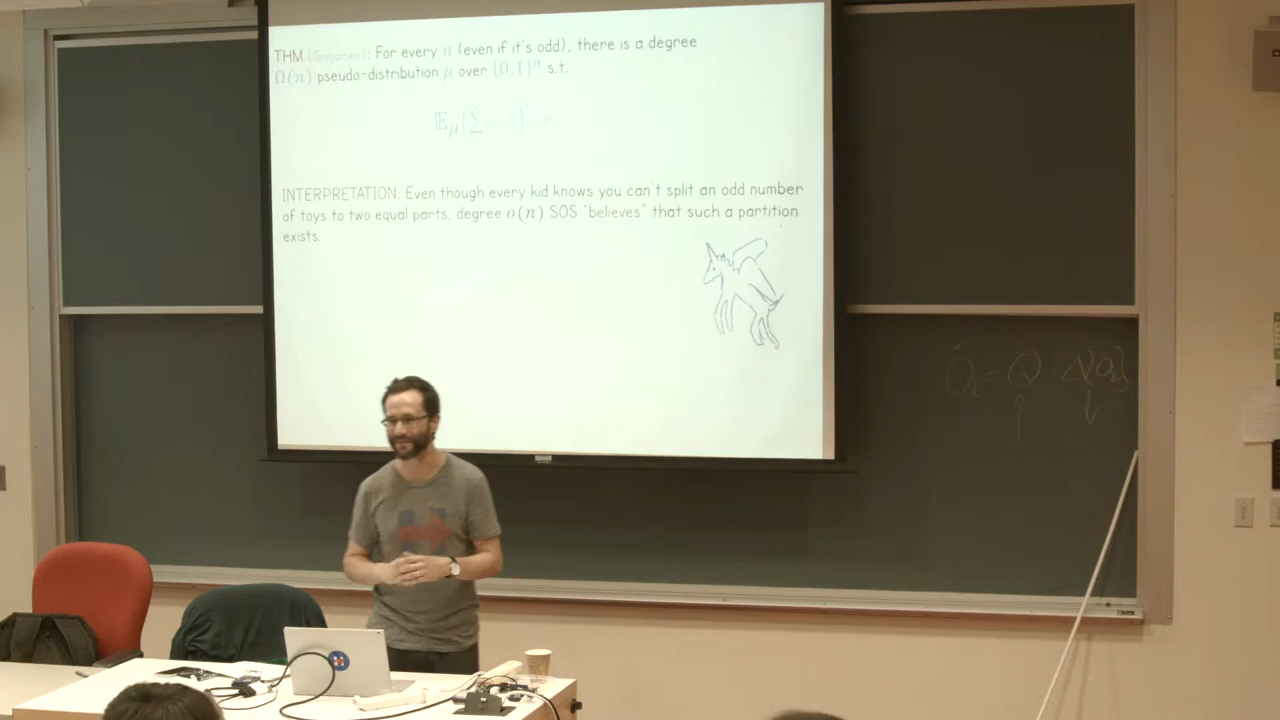 THM (Grigoriev): For every n (even if it's odd), there is a degree
Ω(n) pseudo-distribution μ over {0,1}ⁿ s.t.
𝔼_μ(∑
INTERPRETATION: Even though every kid knows you can't split an odd number
of toys to two equal parts, degree o(n) SOS "believes" that such a partition
exists.